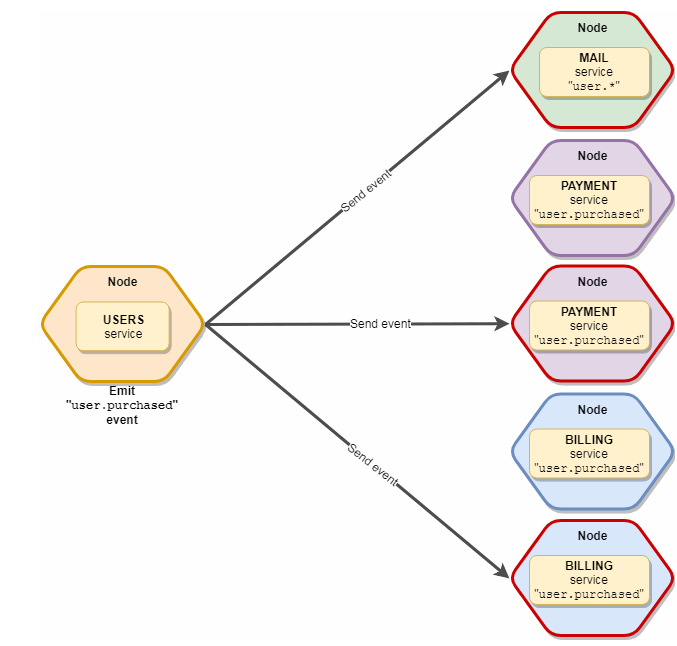 Node
MAIL
service
"user.*"
Send event
Node
PAYMENT
service
"user.purchased"
Node
USERS
service
Emit
"user.purchased"
event
Send event
Node
PAYMENT
service
"user.purchased"
Node
BILLING
service
"user.purchased"
Send event
Node
BILLING
service
"user.purchased"